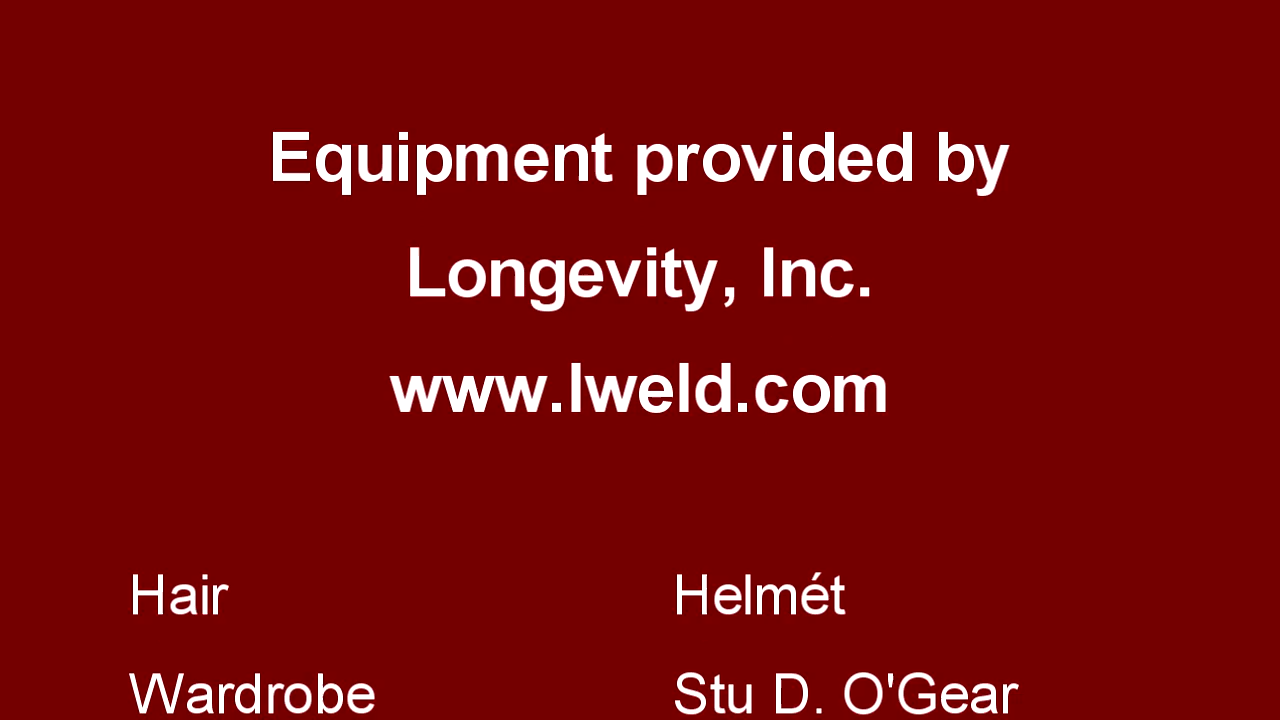 Equipment provided by
Longevity, Inc.
www.lweld.com
Hair Helmét
Wardrobe Stu D. O'Gear